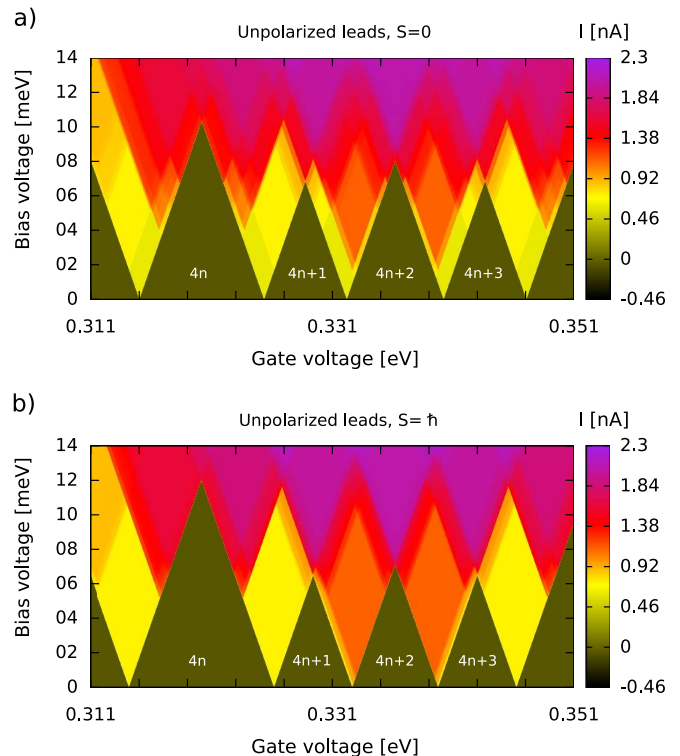 a)
Unpolarized leads, S=0
I [nA]
Bias voltage [meV]
14
12
10
08
06
04
02
0
4n
4n+1
4n+2
4n+3
2.3
1.84
1.38
0.92
0.46
0
-0.46
0.311
0.331
0.351
Gate voltage [eV]
b)
Unpolarized leads, S= ħ
I [nA]
Bias voltage [meV]
14
12
10
08
06
04
02
0
4n
4n+1
4n+2
4n+3
2.3
1.84
1.38
0.92
0.46
0
-0.46
0.311
0.331
0.351
Gate voltage [eV]